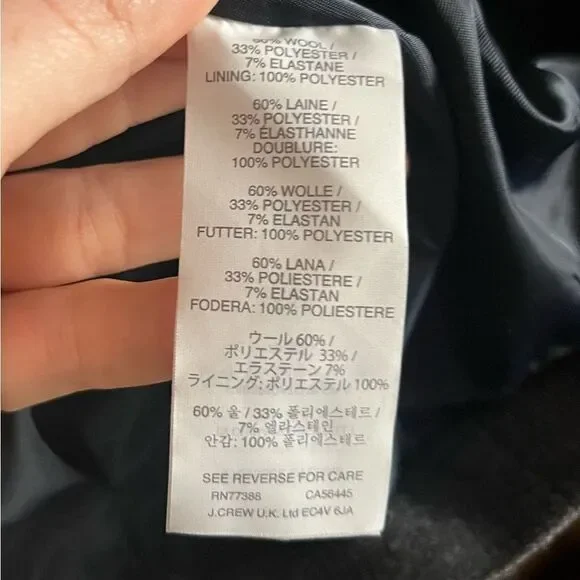 60% WOOL /
33% POLYESTER /
7% ELASTANE
LINING: 100% POLYESTER
60% LAINE /
33% POLYESTER /
7% ÉLASTHANNE
DOUBLURE:
100% POLYESTER
60% WOLLE /
33% POLYESTER /
7% ELASTAN
FUTTER: 100% POLYESTER
60% LANA /
33% POLIESTERE /
7% ELASTAN
FODERA: 100% POLIESTERE
ウール 60% /
ポリエステル 33% /
エラステーン 7%
ライニング: ポリエステル 100%
60% 울 / 33% 폴리에스테르 /
7% 엘라스테인
안감: 100% 폴리에스테르
SEE REVERSE FOR CARE
RN77388 CA56445
J.CREW U.K. Ltd EC4V 6JA